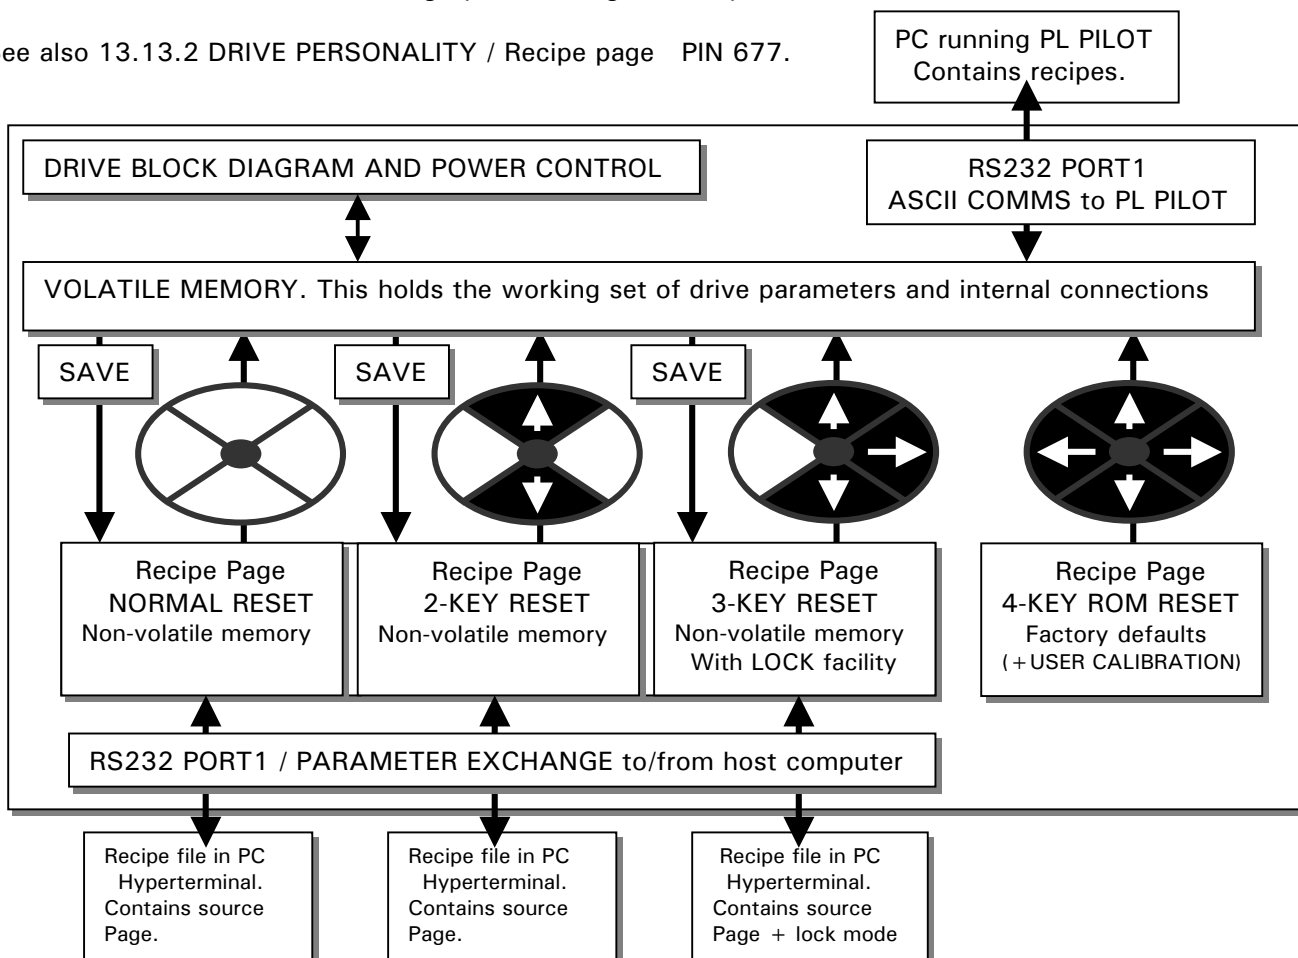 see also 13.13.2 DRIVE PERSONALITY / Recipe page PIN 677.
PC running PL PILOT
Contains recipes.
DRIVE BLOCK DIAGRAM AND POWER CONTROL
RS232 PORT1
ASCII COMMS to PL PILOT
VOLATILE MEMORY. This holds the working set of drive parameters and internal connections
SAVE
SAVE
SAVE
Recipe Page
NORMAL RESET
Non-volatile memory
Recipe Page
2-KEY RESET
Non-volatile memory
Recipe Page
3-KEY RESET
Non-volatile memory
With LOCK facility
Recipe Page
4-KEY ROM RESET
Factory defaults
(+USER CALIBRATION)
RS232 PORT1 / PARAMETER EXCHANGE to/from host computer
Recipe file in PC
Hyperterminal.
Contains source
Page.
Recipe file in PC
Hyperterminal.
Contains source
Page.
Recipe file in PC
Hyperterminal.
Contains source
Page + lock mode